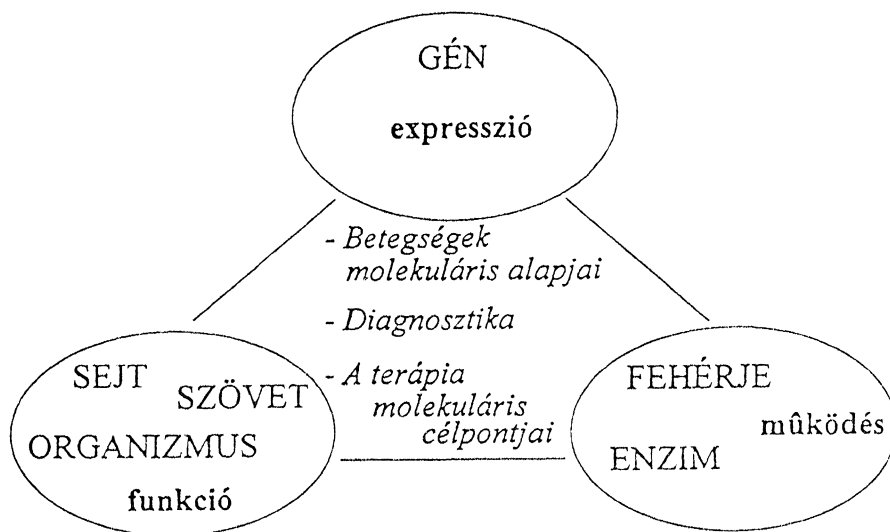 GÉN
expresszió
- Betegségek
molekuláris alapjai
- Diagnosztika
- A terápia
molekuláris
célpontjai
SEJT
SZÖVET
ORGANIZMUS
funkció
FEHÉRJE
mûködés
ENZIM